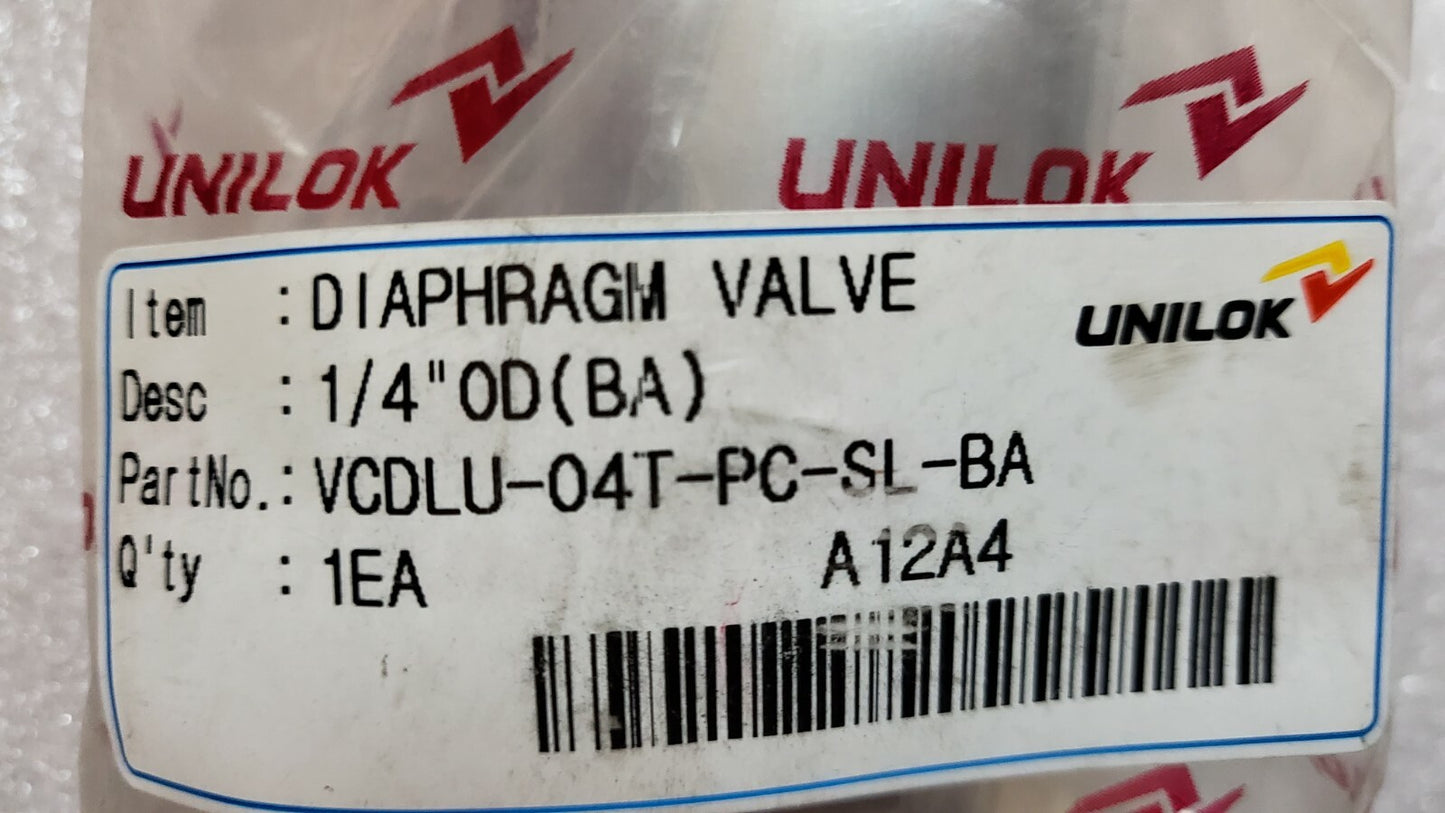 UNILOK UNILOK
Item : DIAPHRAGM VALVE
UNILOK
Desc : 1/4"OD(BA)
PartNo.: VCDLU-04T-PC-SL-BA
Q'ty : 1EA A12A4